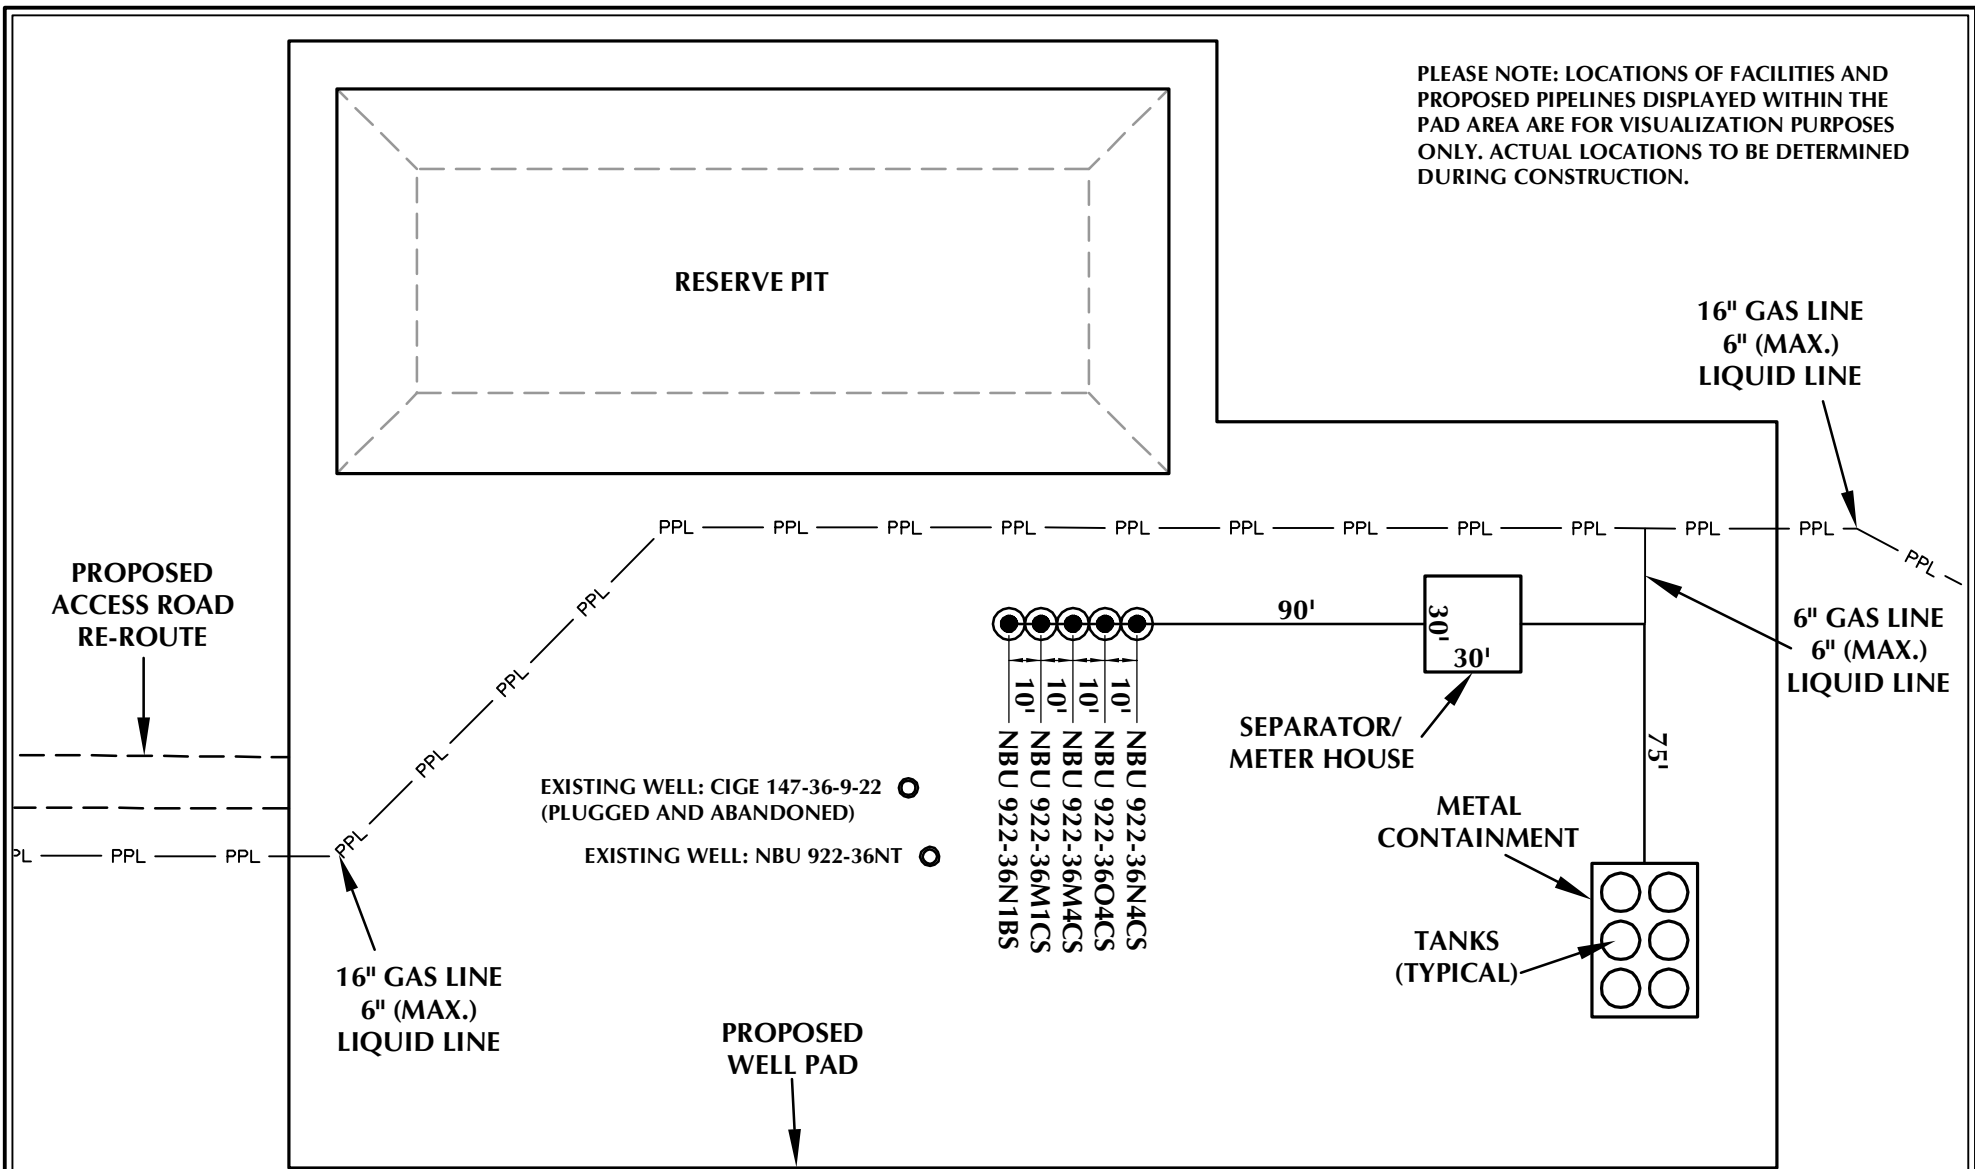 PLEASE NOTE: LOCATIONS OF FACILITIES AND
PROPOSED PIPELINES DISPLAYED WITHIN THE
PAD AREA ARE FOR VISUALIZATION PURPOSES
ONLY. ACTUAL LOCATIONS TO BE DETERMINED
DURING CONSTRUCTION.
RESERVE PIT
16" GAS LINE
6" (MAX.)
LIQUID LINE
PPL PPL PPL PPL PPL PPL PPL PPL PPL PPL PPL
PPL
PPL
PPL
PPL
PPL
PL PPL PPL
PROPOSED
ACCESS ROAD
RE-ROUTE
90'
30'
30'
6" GAS LINE
6" (MAX.)
LIQUID LINE
10'
10'
10'
10'
SEPARATOR/
METER HOUSE
75'
NBU 922-36N1BS
NBU 922-36M1CS
NBU 922-36M4CS
NBU 922-36O4CS
NBU 922-36N4CS
EXISTING WELL: CIGE 147-36-9-22
(PLUGGED AND ABANDONED)
EXISTING WELL: NBU 922-36NT
METAL
CONTAINMENT
TANKS
(TYPICAL)
16" GAS LINE
6" (MAX.)
LIQUID LINE
PROPOSED
WELL PAD